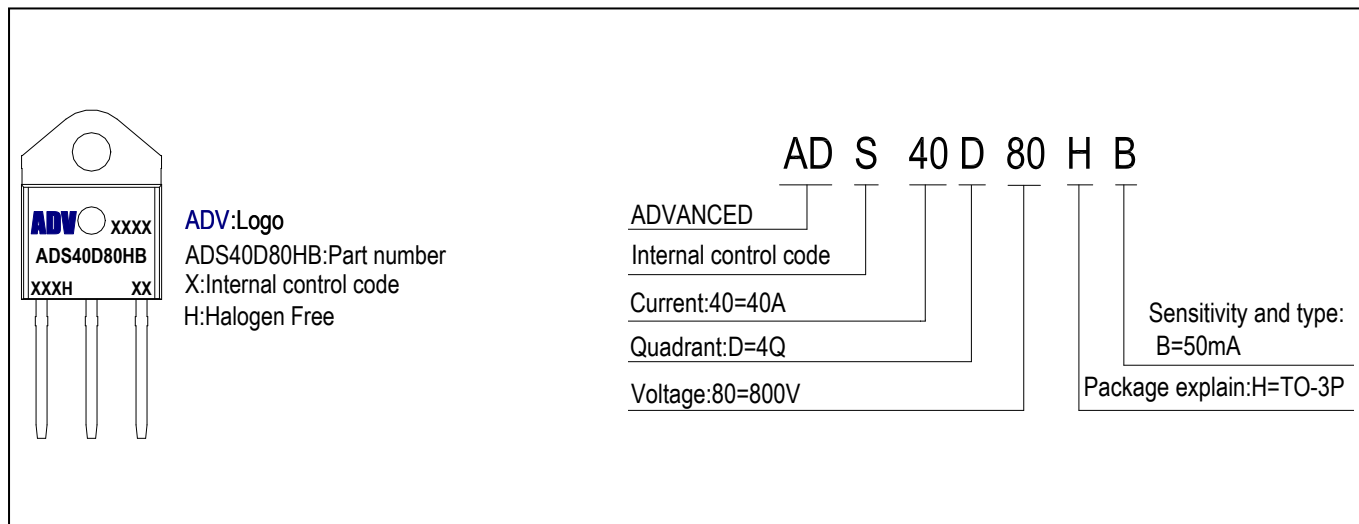 ADV XXXX
ADS40D80HB
XXXH XX
ADV:Logo
ADS40D80HB:Part number
X:Internal control code
H:Halogen Free
AD S 40 D 80 H B
ADVANCED
Internal control code
Current:40=40A
Quadrant:D=4Q
Voltage:80=800V
Sensitivity and type:
B=50mA
Package explain:H=TO-3P